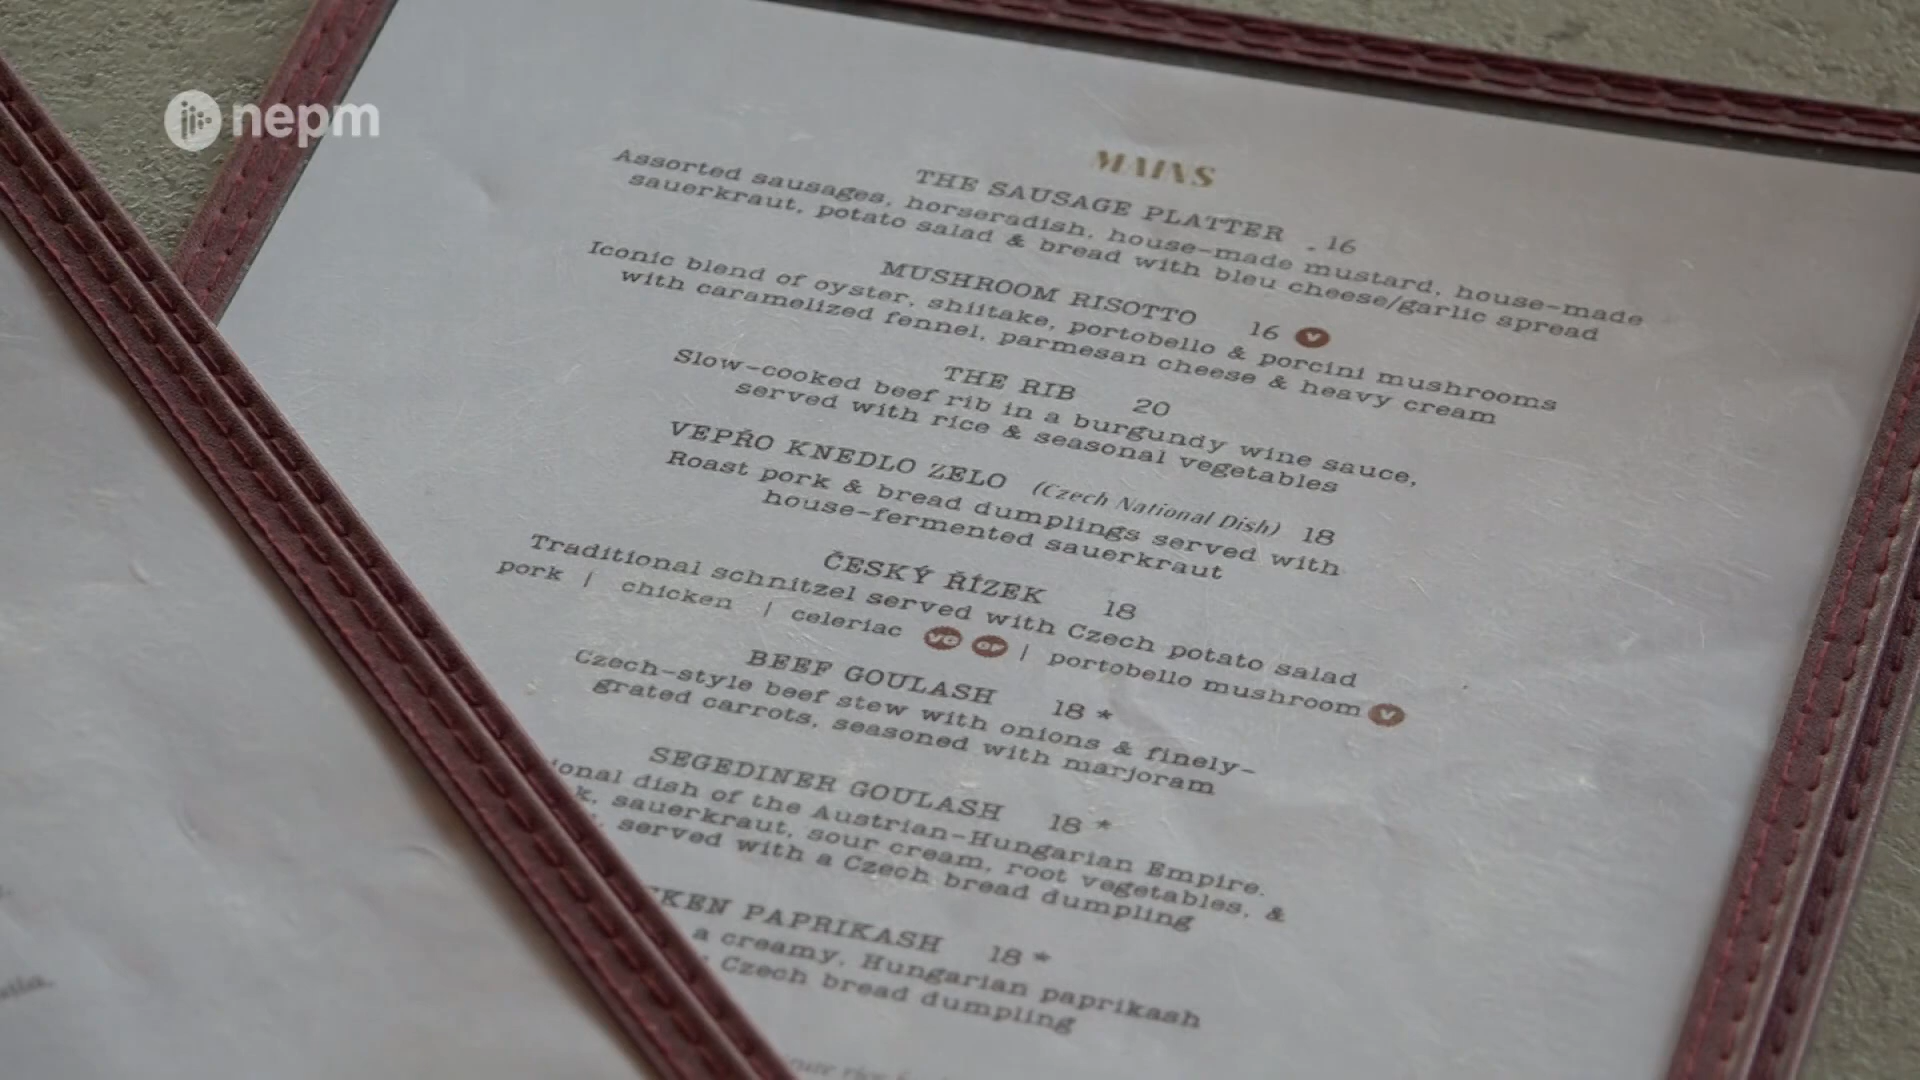 nepm
MAINS
THE SAUSAGE PLATTER . 16
Assorted sausages, horseradish, house-made mustard, house-made
sauerkraut, potato salad & bread with bleu cheese/garlic spread
MUSHROOM RISOTTO 16 V
Iconic blend of oyster, shiitake, portobello & porcini mushrooms
with caramelized fennel, parmesan cheese & heavy cream
THE RIB 20
Slow-cooked beef rib in a burgundy wine sauce,
served with rice & seasonal vegetables
VEPŘO KNEDLO ZELO (Czech National Dish) 18
Roast pork & bread dumplings served with
house-fermented sauerkraut
ČESKÝ ŘÍZEK 18
Traditional schnitzel served with Czech potato salad
pork | chicken | celeriac VG GF | portobello mushroom V
BEEF GOULASH 18 *
Czech-style beef stew with onions & finely-
grated carrots, seasoned with marjoram
SEGEDINER GOULASH 18 *
ional dish of the Austrian-Hungarian Empire.
k, sauerkraut, sour cream, root vegetables, &
, served with a Czech bread dumpling
KEN PAPRIKASH 18 *
a creamy, Hungarian paprikash
Czech bread dumpling